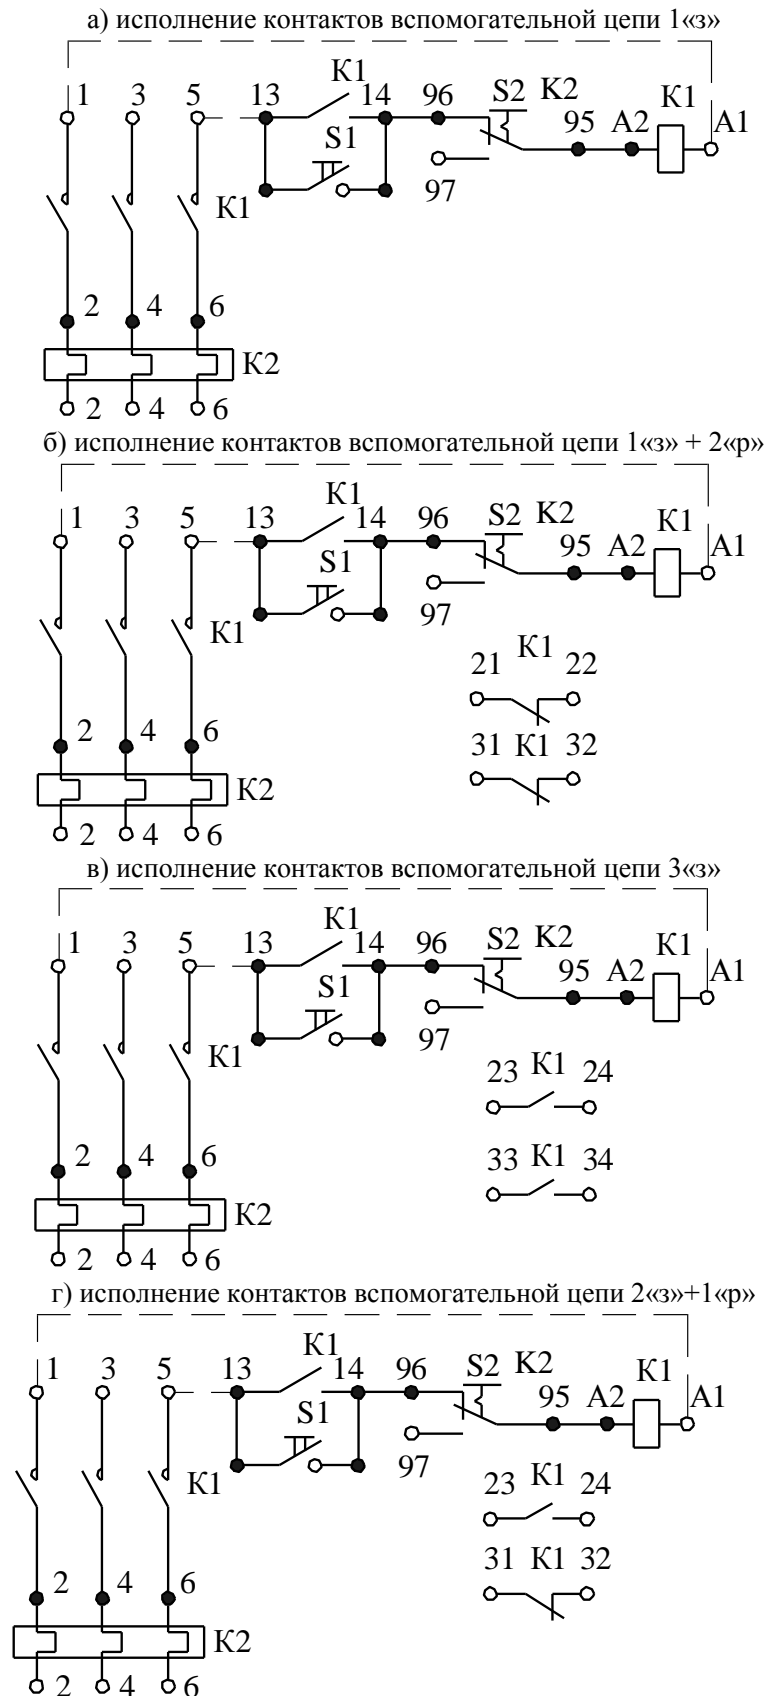 а) исполнение контактов вспомогательной цепи 1«з»
1 3 5 13 К1 14 96 S2 К2 95 А2 К1 А1
S1
97
К1
2 4 6
К2
2 4 6
б) исполнение контактов вспомогательной цепи 1«з» + 2«р»
1 3 5 13 К1 14 96 S2 К2 95 А2 К1 А1
S1
97
К1
21 К1 22
2 4 6
31 К1 32
К2
2 4 6
в) исполнение контактов вспомогательной цепи 3«з»
1 3 5 13 К1 14 96 S2 К2 95 А2 К1 А1
S1
97
К1
23 К1 24
2 4 6
33 К1 34
К2
2 4 6
г) исполнение контактов вспомогательной цепи 2«з»+1«р»
1 3 5 13 К1 14 96 S2 К2 95 А2 К1 А1
S1
97
К1
23 К1 24
2 4 6
31 К1 32
К2
2 4 6